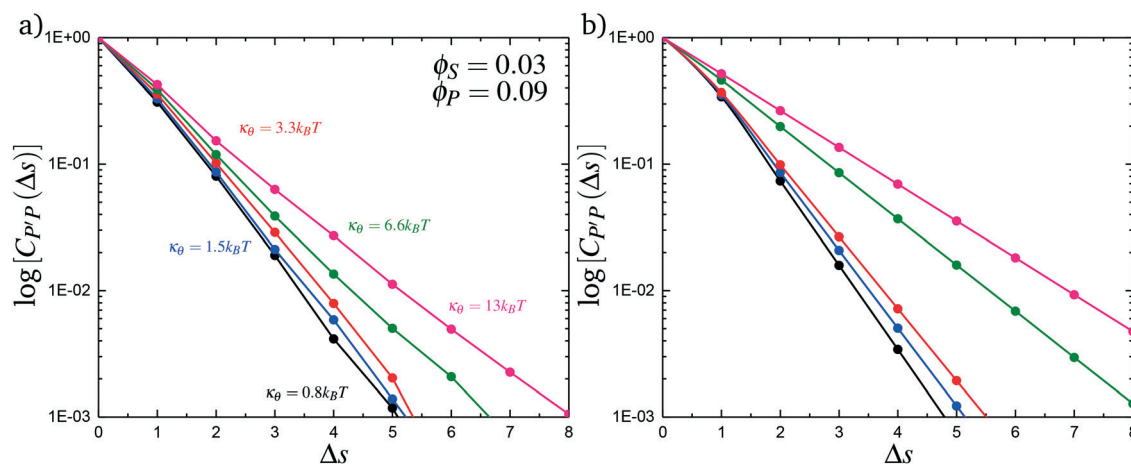 a)
1E+00
1E-01
1E-02
1E-03
log [C_{P′P} (Δs)]
ϕ_S = 0.03
ϕ_P = 0.09
κ_θ = 3.3k_BT
κ_θ = 6.6k_BT
κ_θ = 1.5k_BT
κ_θ = 13k_BT
κ_θ = 0.8k_BT
0 1 2 3 4 5 6 7 8
Δs
b)
1E+00
1E-01
1E-02
1E-03
log [C_{P′P} (Δs)]
0 1 2 3 4 5 6 7 8
Δs